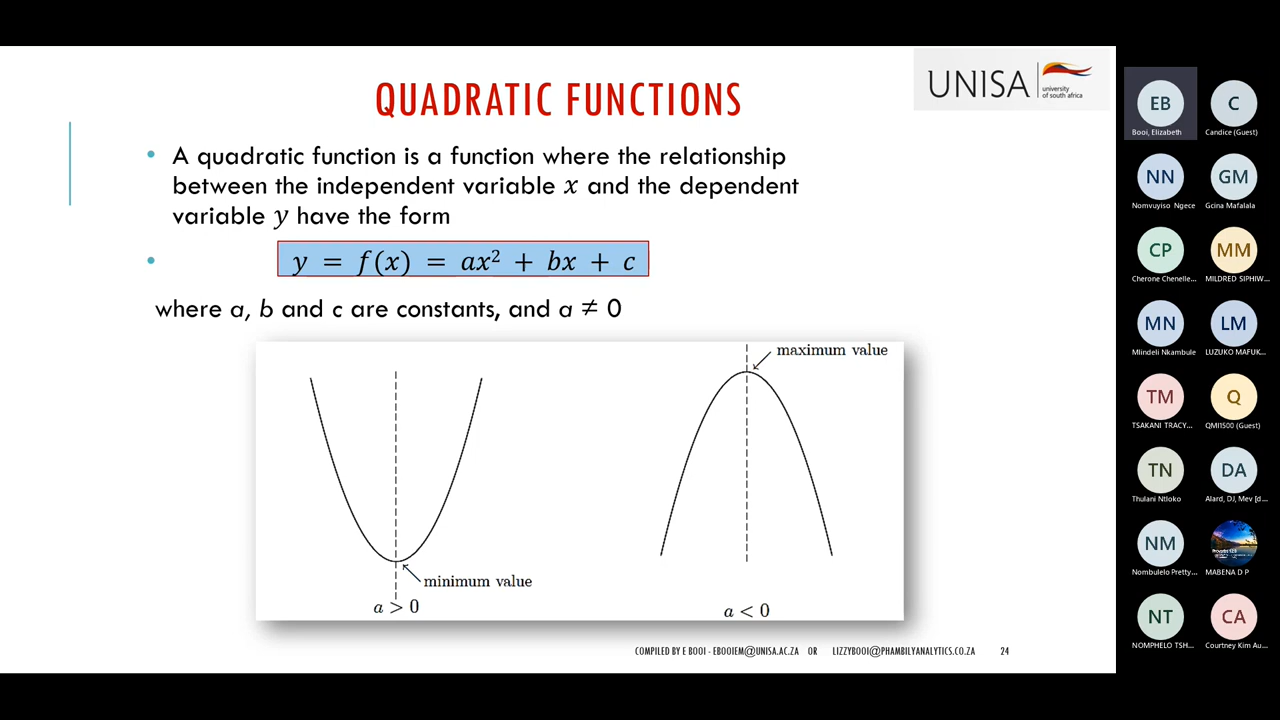 QUADRATIC FUNCTIONS
UNISA
university
of south africa
• A quadratic function is a function where the relationship
between the independent variable x and the dependent
variable y have the form
• y = f(x) = ax² + bx + c
where a, b and c are constants, and a ≠ 0
maximum value
minimum value
a > 0
a < 0
COMPILED BY E BOOI - EBOOIEM@UNISA.AC.ZA OR LIZZYBOOI@PHAMBILYANALYTICS.CO.ZA 24
EB
Booi, Elizabeth
C
Candice (Guest)
NN
Nomvuyiso Ngece
GM
Gcina Mafalala
CP
Cherone Chenelle...
MM
MILDRED SIPHIW...
MN
Mlindeli Nkambule
LM
LUZUKO MAFUK...
TM
TSAKANI TRACY...
Q
QMI1500 (Guest)
TN
Thulani Ntloko
DA
Alard, DJ, Mev [d...
NM
Nombulelo Pretty...
MABENA D P
NT
NOMPHELO TSH...
CA
Courtney Kim Au...